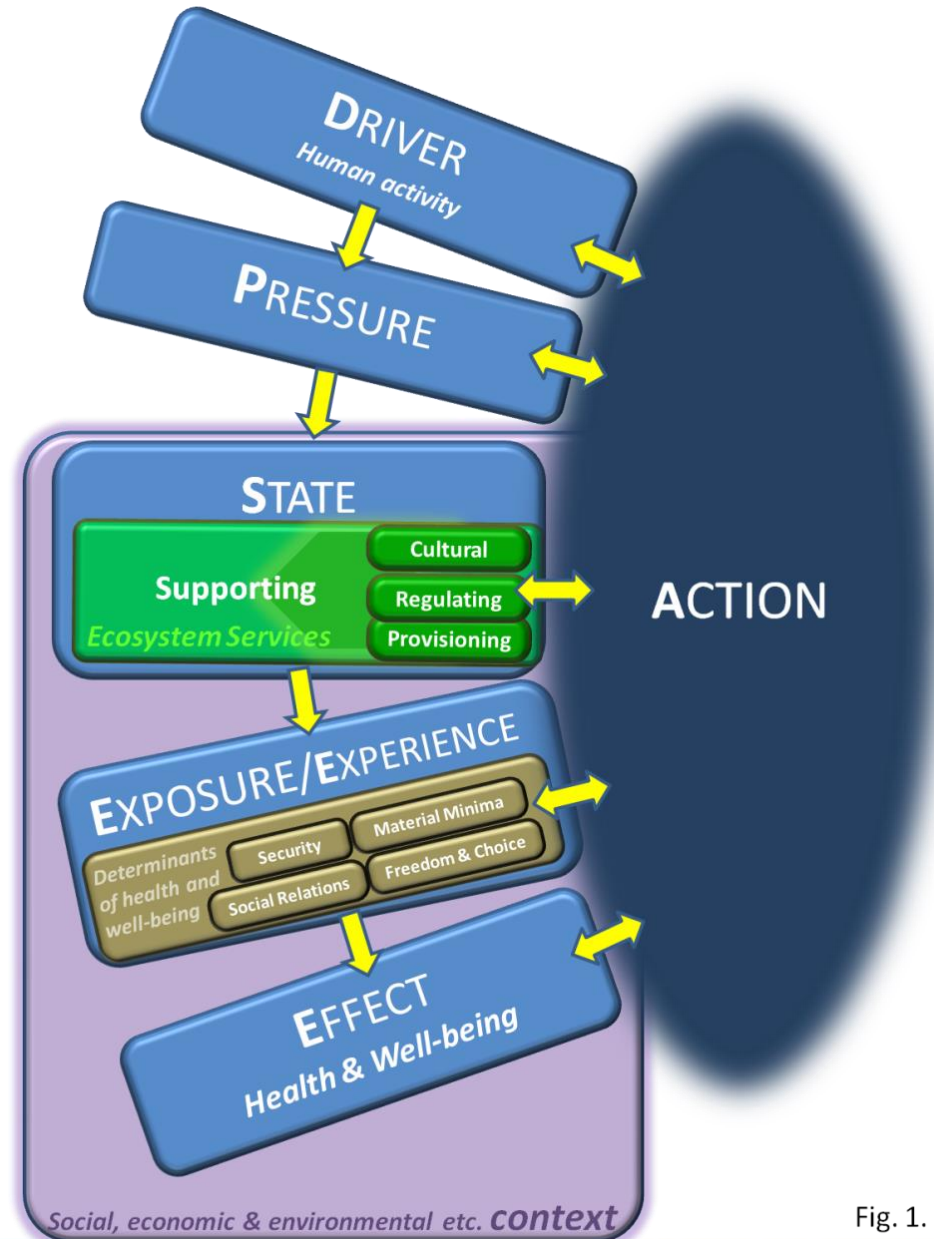 DRIVER
Human activity
PRESSURE
STATE
Supporting
Ecosystem Services
Cultural
Regulating
Provisioning
ACTION
EXPOSURE/EXPERIENCE
Determinants
of health and
well-being
Security
Material Minima
Social Relations
Freedom & Choice
EFFECT
Health & Well-being
Social, economic & environmental etc. context
Fig. 1.